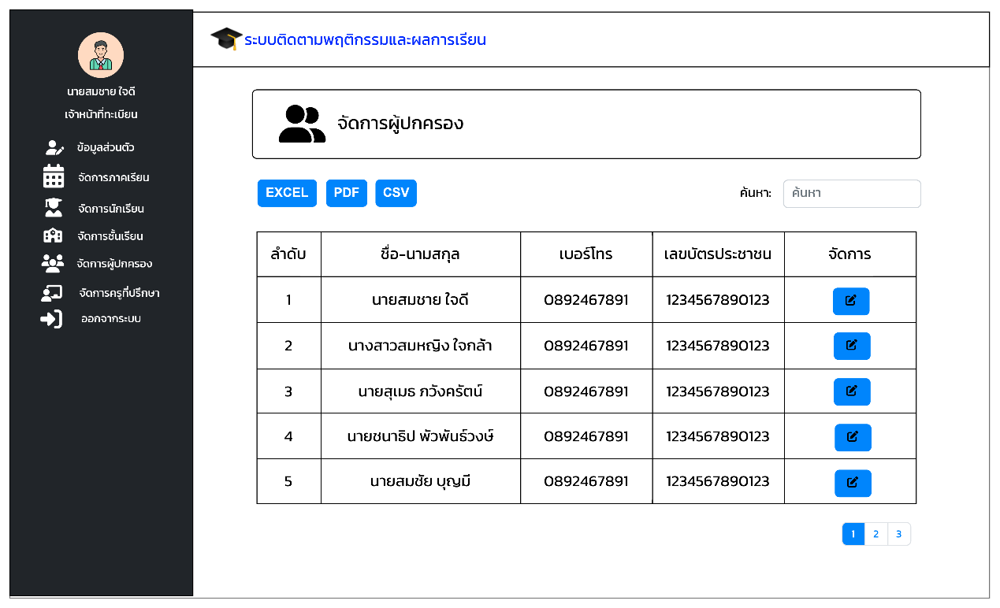 ระบบติดตามพฤติกรรมและผลการเรียน
นายสมชาย ใจดี
เจ้าหน้าที่ทะเบียน
ข้อมูลส่วนตัว
จัดการภาคเรียน
จัดการนักเรียน
จัดการชั้นเรียน
จัดการผู้ปกครอง
จัดการครูที่ปรึกษา
ออกจากระบบ
จัดการผู้ปกครอง
EXCEL PDF CSV ค้นหา: ค้นหา
ลำดับ ชื่อ-นามสกุล เบอร์โทร เลขบัตรประชาชน จัดการ
1 นายสมชาย ใจดี 0892467891 1234567890123
2 นางสาวสมหญิง ใจกล้า 0892467891 1234567890123
3 นายสุเมธ ภวังครัตน์ 0892467891 1234567890123
4 นายชนาธิป พัวพันธ์วงษ์ 0892467891 1234567890123
5 นายสมชัย บุญมี 0892467891 1234567890123
1 2 3